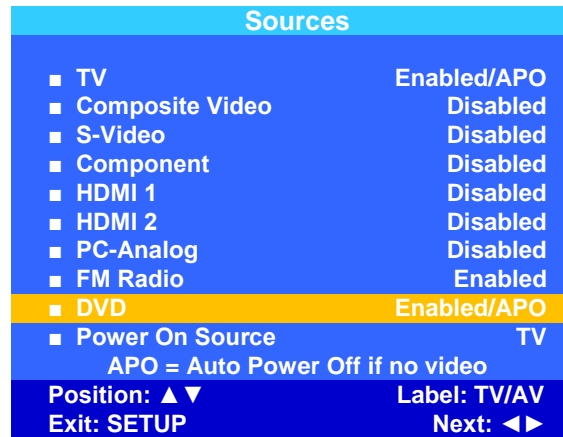 Sources
■ TV Enabled/APO
■ Composite Video Disabled
■ S-Video Disabled
■ Component Disabled
■ HDMI 1 Disabled
■ HDMI 2 Disabled
■ PC-Analog Disabled
■ FM Radio Enabled
■ DVD Enabled/APO
■ Power On Source TV
APO = Auto Power Off if no video
Position: ▲▼ Label: TV/AV
Exit: SETUP Next: ◄►